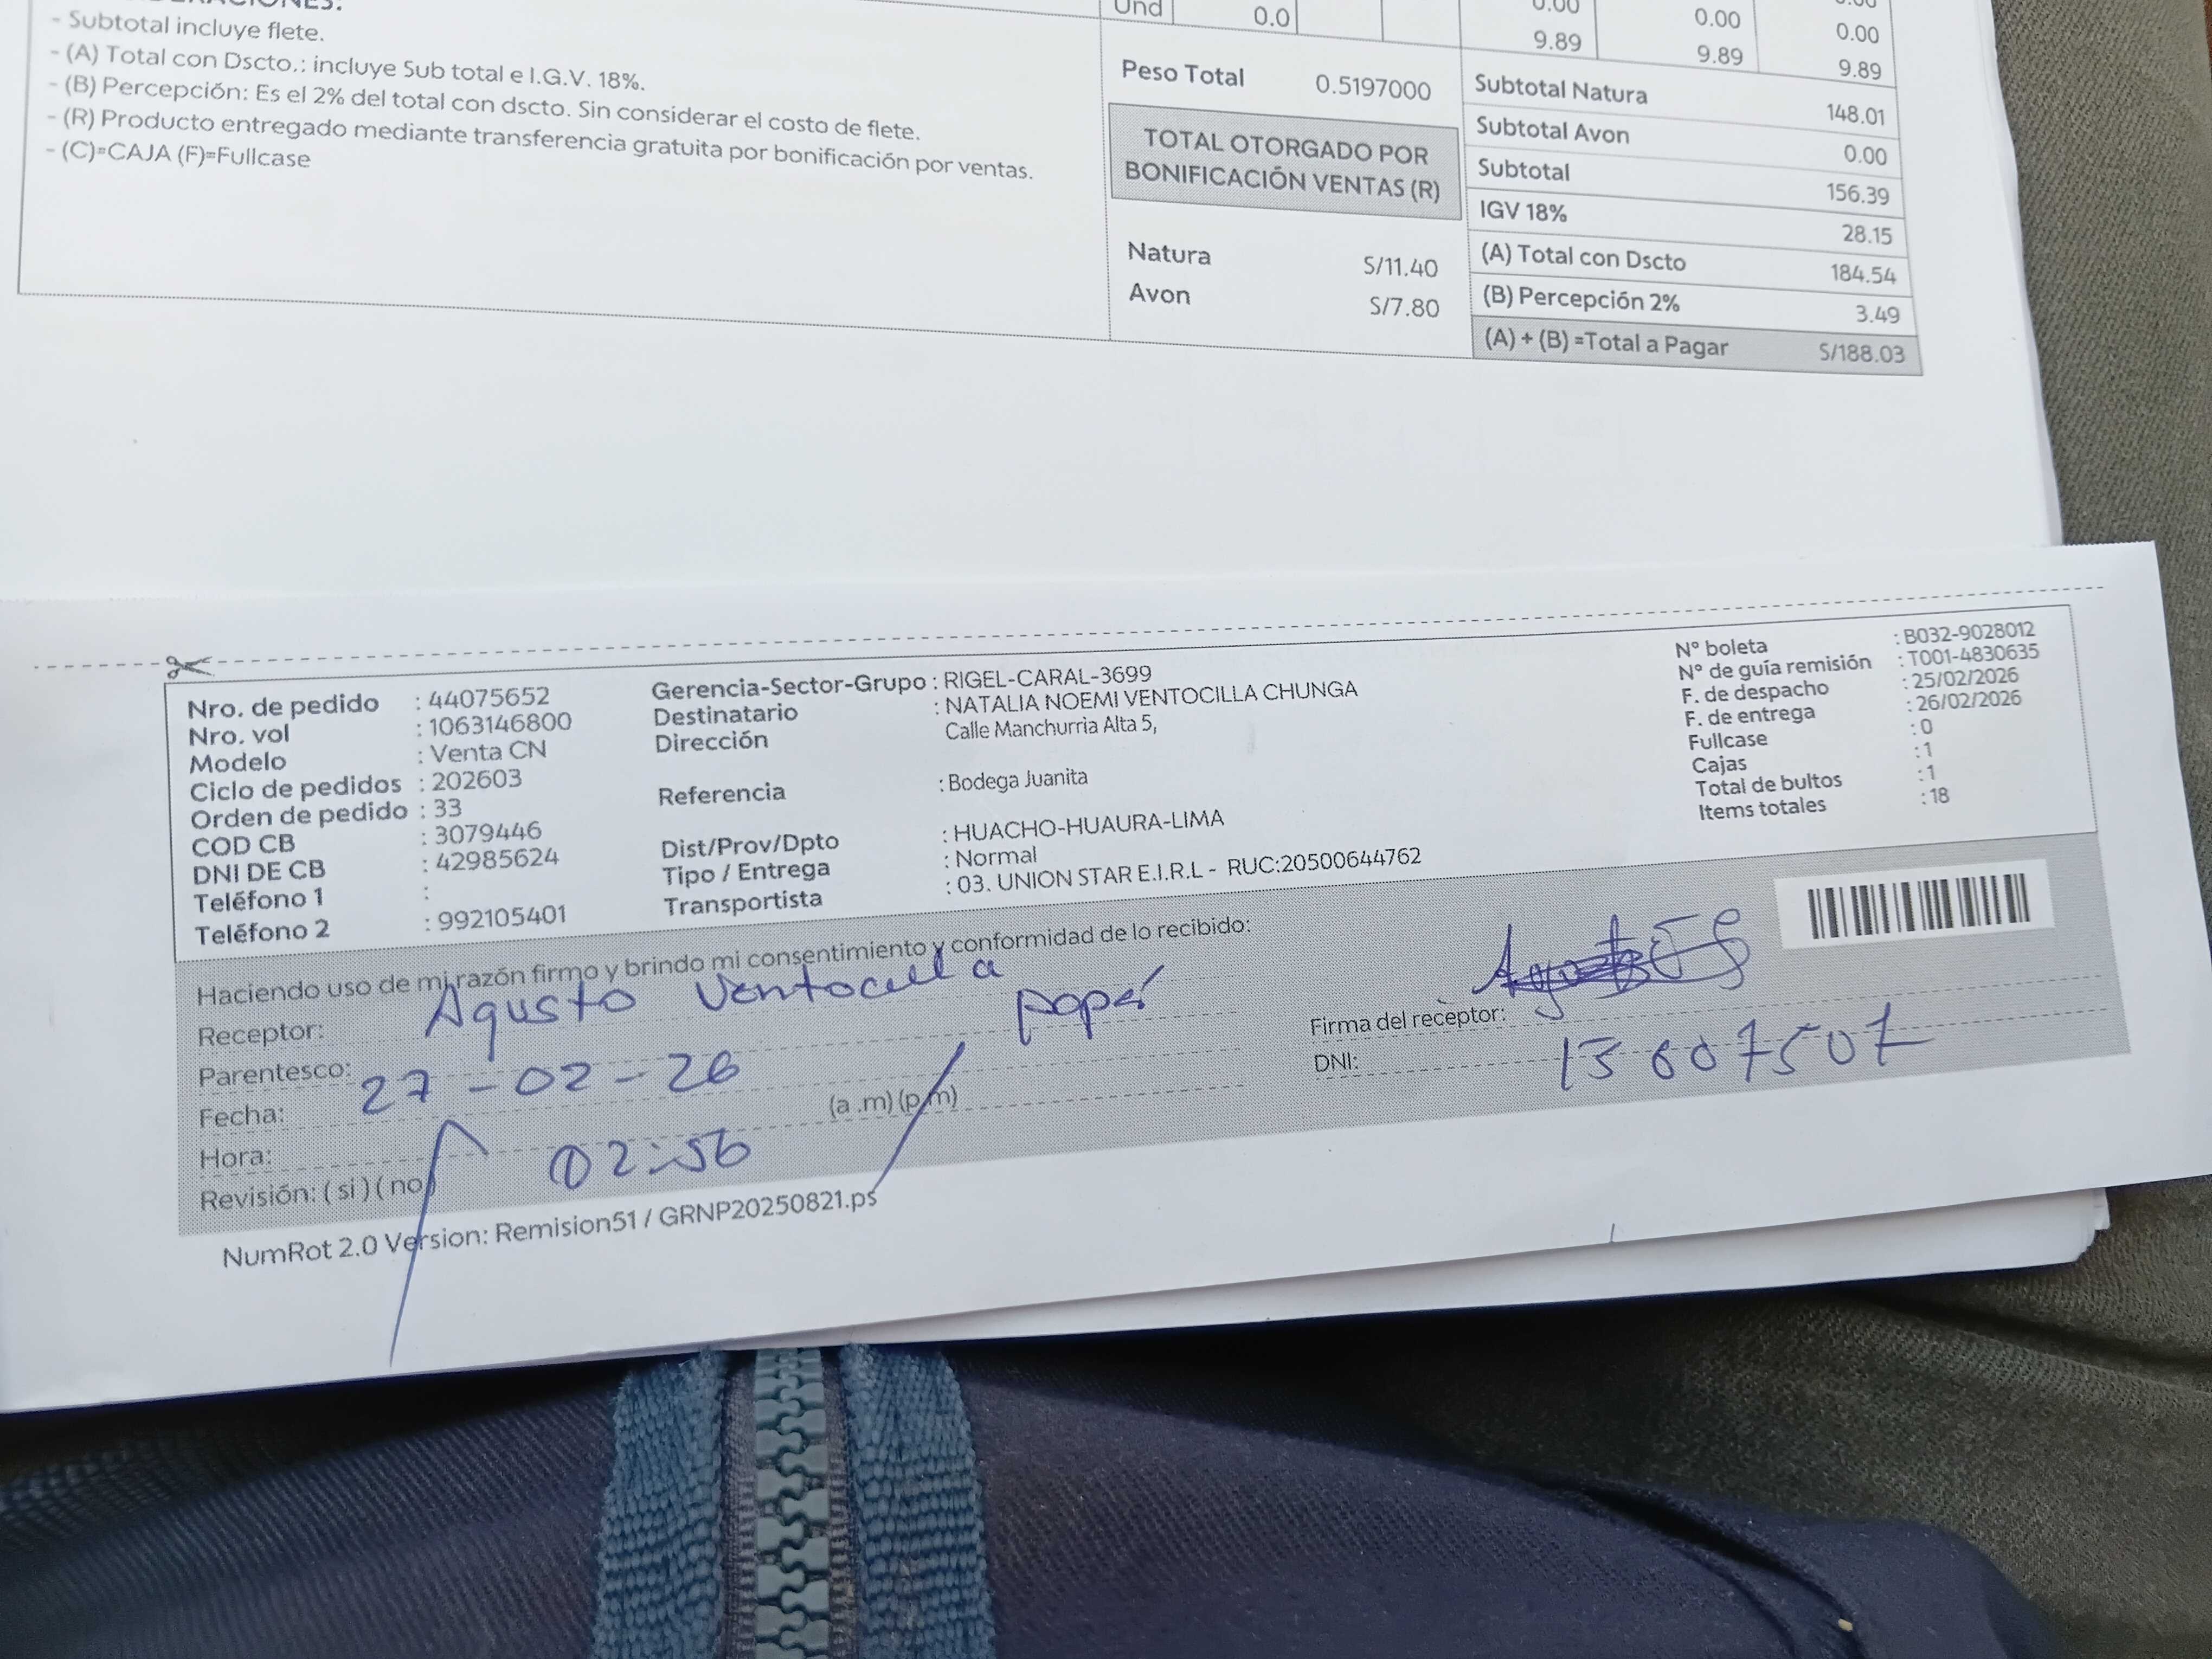 - Subtotal incluye flete.
- (A) Total con Dscto.: incluye Sub total e I.G.V. 18%.
- (B) Percepción: Es el 2% del total con dscto. Sin considerar el costo de flete.
- (R) Producto entregado mediante transferencia gratuita por bonificación por ventas.
- (C)=CAJA (F)=Fullcase
Und 0.0 0.00 0.00 0.00
9.89 9.89 9.89
Peso Total 0.5197000
TOTAL OTORGADO POR
BONIFICACIÓN VENTAS (R)
Natura S/11.40
Avon S/7.80
Subtotal Natura 148.01
Subtotal Avon 0.00
Subtotal 156.39
IGV 18% 28.15
(A) Total con Dscto 184.54
(B) Percepción 2% 3.49
(A) + (B) =Total a Pagar S/188.03
Nro. de pedido : 44075652
Nro. vol : 1063146800
Modelo : Venta CN
Ciclo de pedidos : 202603
Orden de pedido : 33
COD CB : 3079446
DNI DE CB : 42985624
Teléfono 1 :
Teléfono 2 : 992105401
Gerencia-Sector-Grupo : RIGEL-CARAL-3699
Destinatario : NATALIA NOEMI VENTOCILLA CHUNGA
Dirección Calle Manchurria Alta 5,
Referencia : Bodega Juanita
Dist/Prov/Dpto : HUACHO-HUAURA-LIMA
Tipo / Entrega : Normal
Transportista : 03. UNION STAR E.I.R.L - RUC:20500644762
N° boleta : B032-9028012
N° de guía remisión : T001-4830635
F. de despacho : 25/02/2026
F. de entrega : 26/02/2026
Fullcase : 0
Cajas : 1
Total de bultos : 1
Items totales : 18
Haciendo uso de mi razón firmo y brindo mi consentimiento y conformidad de lo recibido:
Receptor: Agusto Ventocilla
Parentesco: papá
Fecha: 27-02-26
Hora: 02:56 (a .m) (p.m)
Revisión: ( si ) ( no )
Firma del receptor:
DNI: 15607507
NumRot 2.0 Version: Remision51 / GRNP20250821.ps